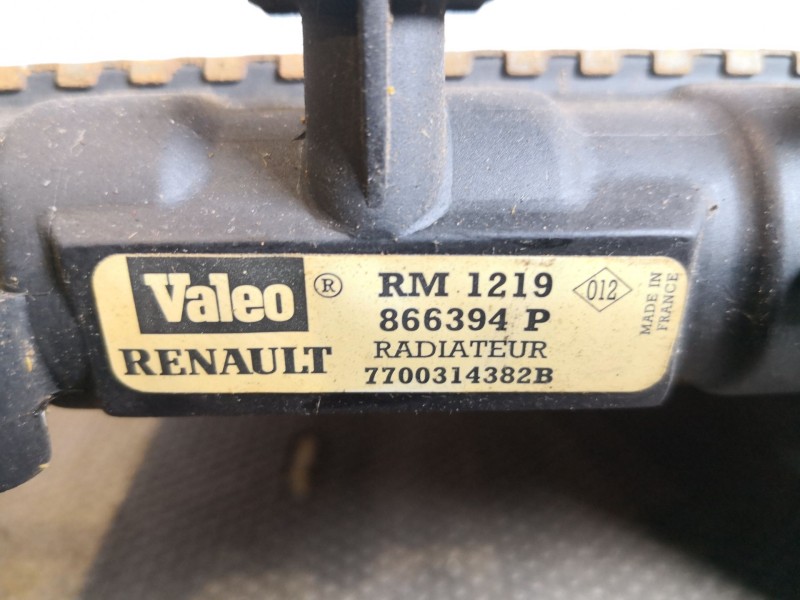 Valeo ® RM 1219
866394 P
RENAULT RADIATEUR
7700314382B
012
MADE IN
FRANCE